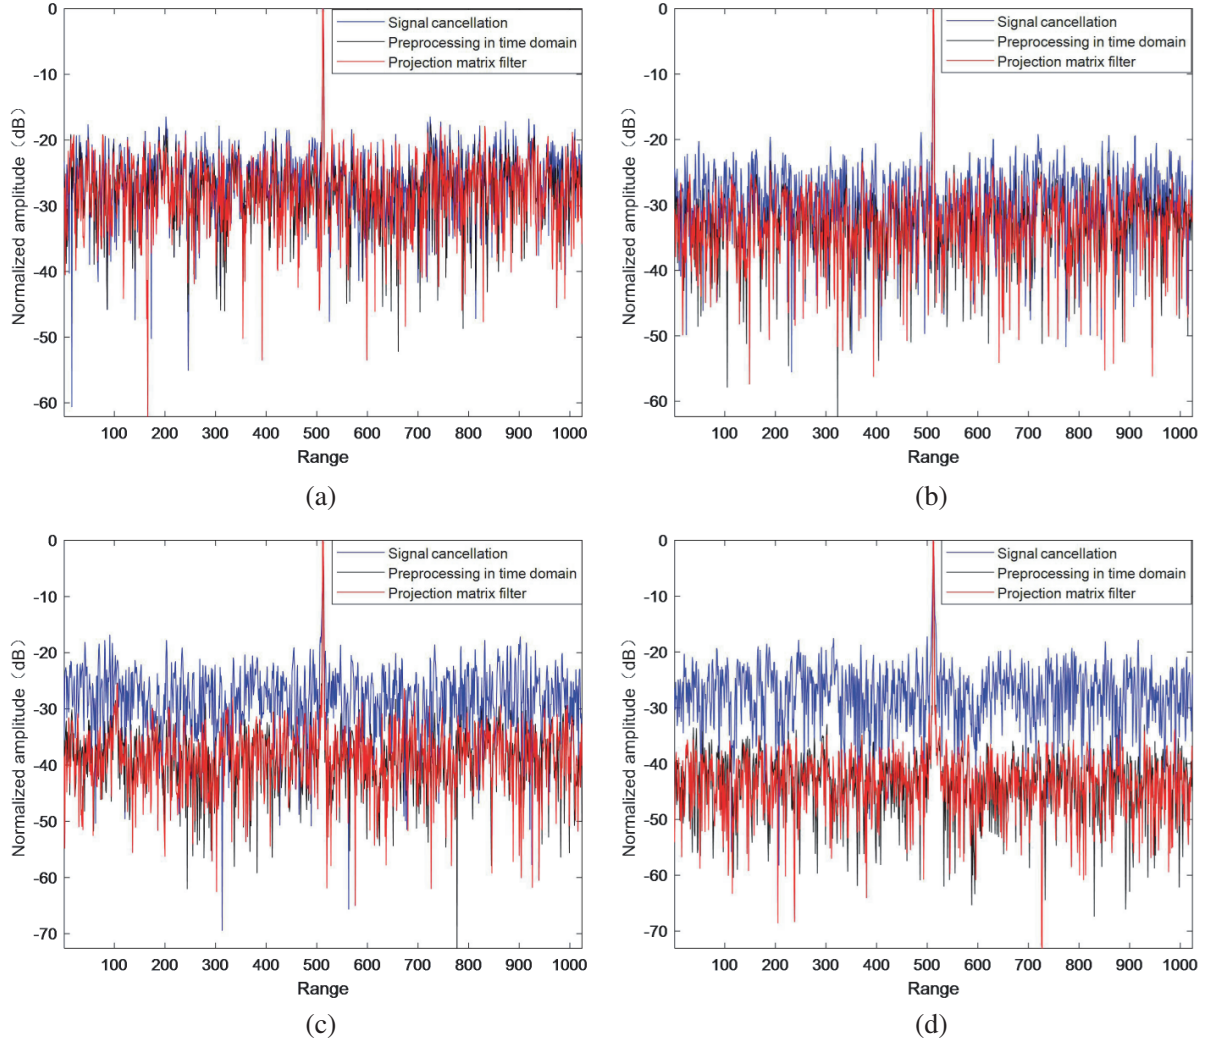 0
-10
-20
-30
-40
-50
-60
Normalized amplitude（dB）
100 200 300 400 500 600 700 800 900 1000
Range
Signal cancellation
Preprocessing in time domain
Projection matrix filter
(a)
0
-10
-20
-30
-40
-50
-60
Normalized amplitude（dB）
100 200 300 400 500 600 700 800 900 1000
Range
Signal cancellation
Preprocessing in time domain
Projection matrix filter
(b)
0
-10
-20
-30
-40
-50
-60
-70
Normalized amplitude（dB）
100 200 300 400 500 600 700 800 900 1000
Range
Signal cancellation
Preprocessing in time domain
Projection matrix filter
(c)
0
-10
-20
-30
-40
-50
-60
-70
Normalized amplitude（dB）
100 200 300 400 500 600 700 800 900 1000
Range
Signal cancellation
Preprocessing in time domain
Projection matrix filter
(d)